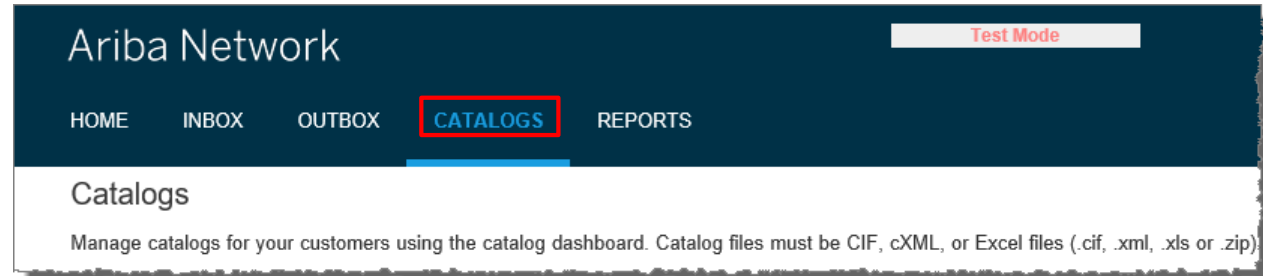 Ariba Network
Test Mode
HOME INBOX OUTBOX CATALOGS REPORTS
Catalogs
Manage catalogs for your customers using the catalog dashboard. Catalog files must be CIF, cXML, or Excel files (.cif, .xml, .xls or .zip)